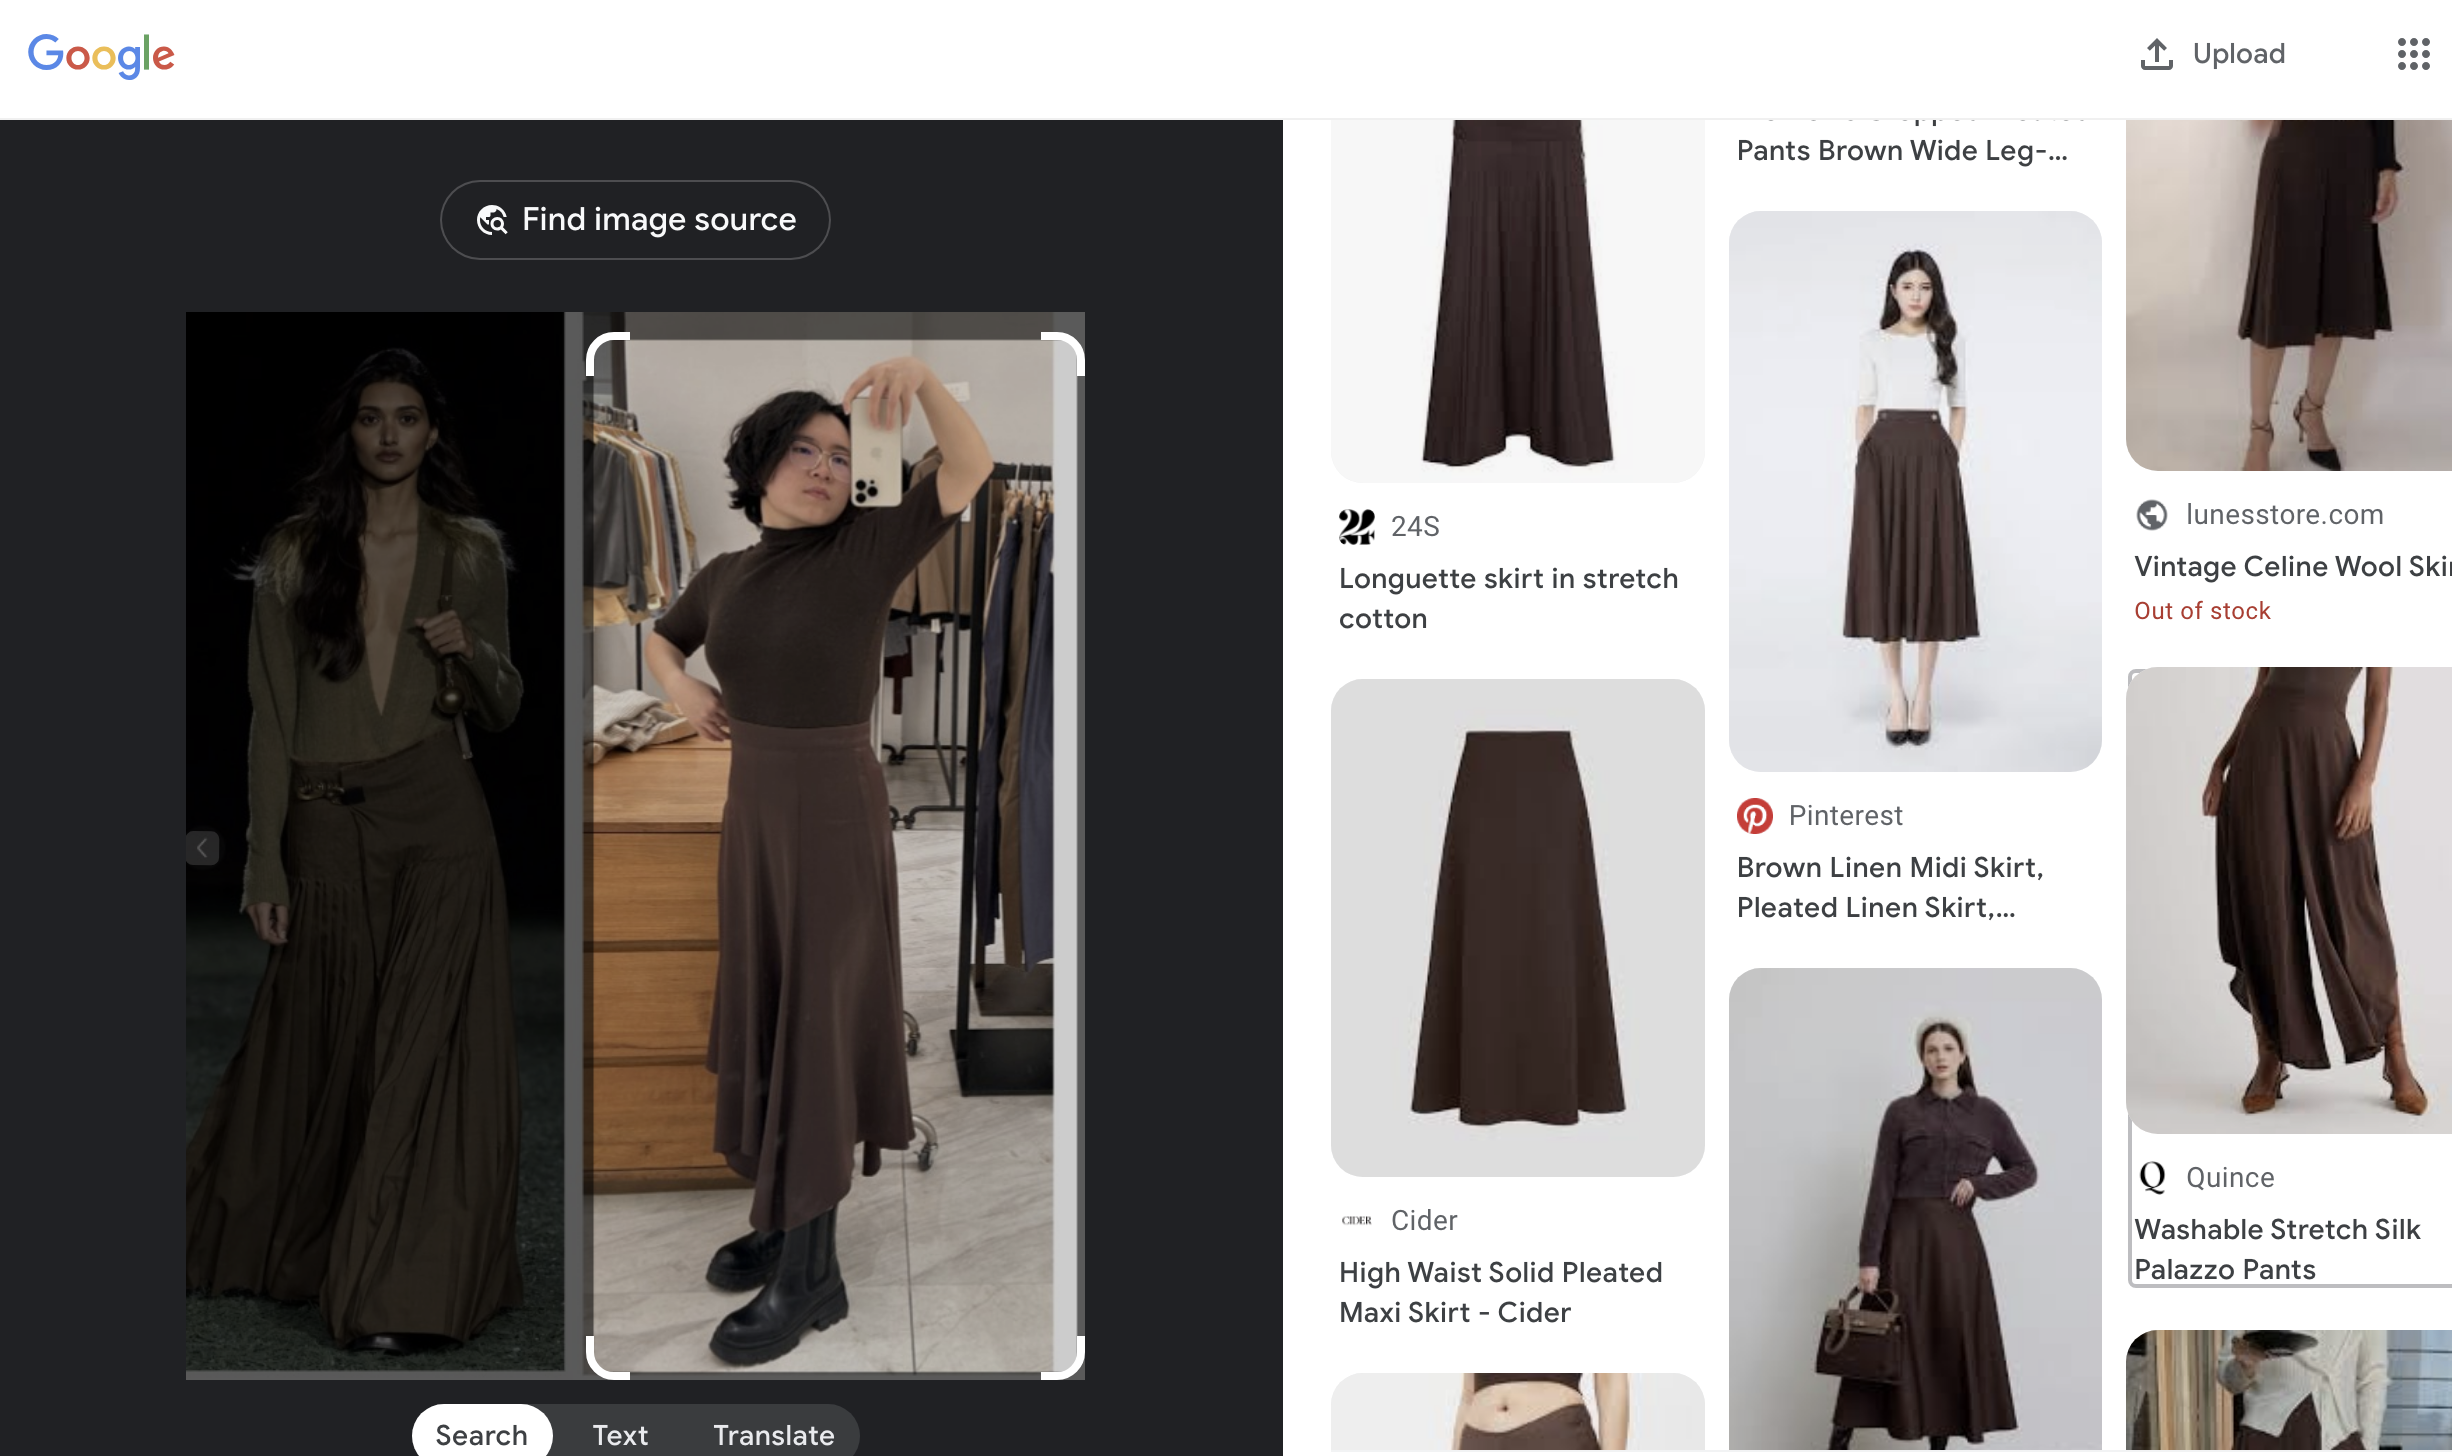 Google
Upload
Find image source
Search
Text
Translate
24S
Longuette skirt in stretch
cotton
CIDER
Cider
High Waist Solid Pleated
Maxi Skirt - Cider
Pants Brown Wide Leg-...
Pinterest
Brown Linen Midi Skirt,
Pleated Linen Skirt,...
lunesstore.com
Vintage Celine Wool Ski
Out of stock
Q
Quince
Washable Stretch Silk
Palazzo Pants